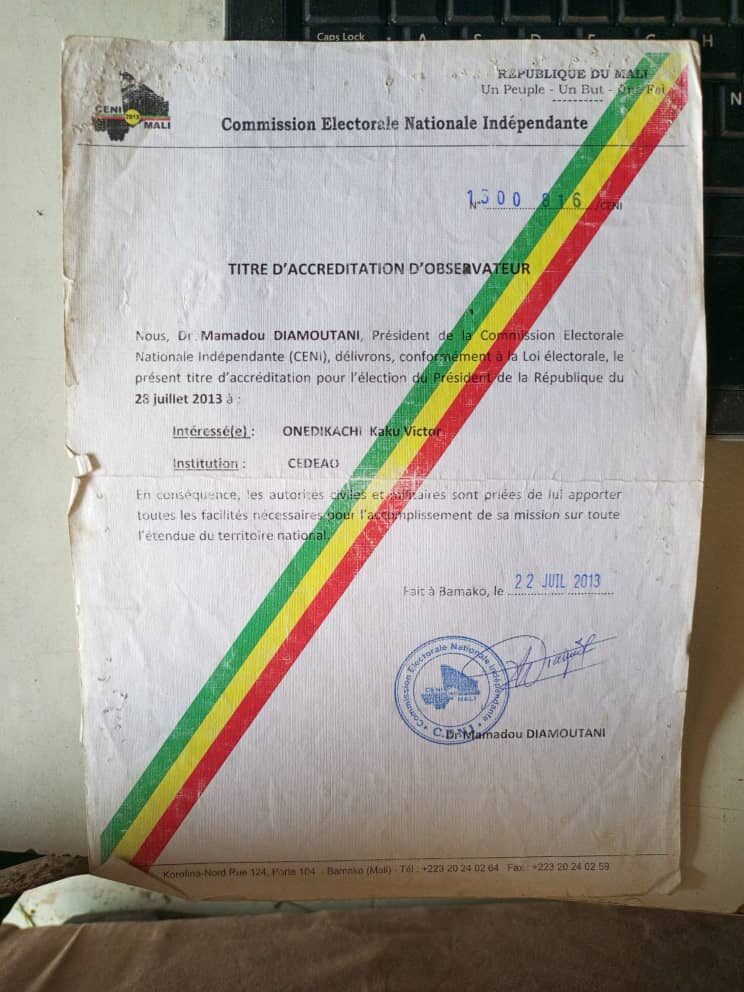 Caps Lock
A S D F G H
N
CENI
2013
MALI
REPUBLIQUE DU MALI
Un Peuple - Un But - Une Foi
Commission Electorale Nationale Indépendante
N° 1300 816 /CENI
TITRE D'ACCREDITATION D'OBSERVATEUR
Nous, Dr Mamadou DIAMOUTANI, Président de la Commission Electorale
Nationale Indépendante (CENI), délivrons, conformément à la Loi électorale, le
présent titre d'accréditation pour l'élection du Président de la République du
28 juillet 2013 à :
Intéressé(e) : ONEDIKACHI Kaku Victor
Institution : CEDEAO
En conséquence, les autorités civiles et militaires sont priées de lui apporter
toutes les facilités nécessaires pour l'accomplissement de sa mission sur toute
l'étendue du territoire national.
Fait à Bamako, le 22 JUIL 2013
Commission Electorale Nationale Indépendante
CENI
MALI
C.E.N.I
Dr Mamadou DIAMOUTANI
Korofina-Nord Rue 124, Porte 104 - Bamako (Mali) - Tél : +223 20 24 02 64 Fax : +223 20 24 02 59